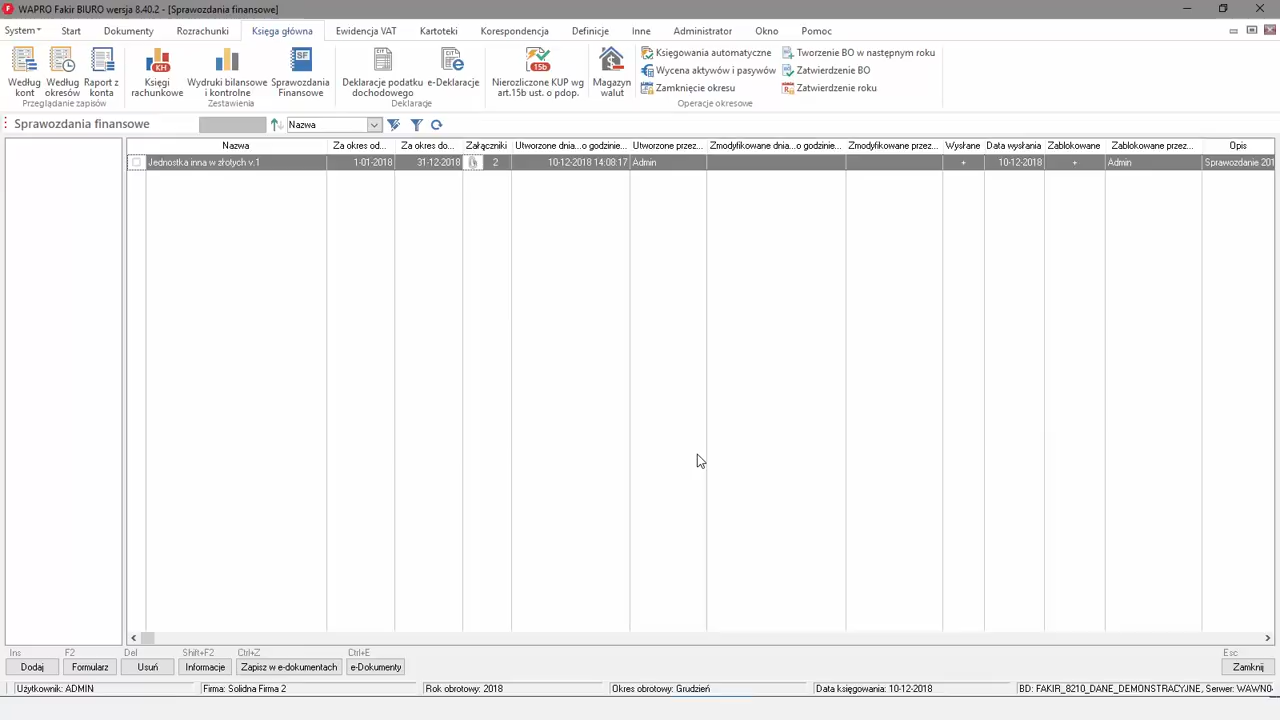 WAPRO Fakir BIURO wersja 8.40.2 - [Sprawozdania finansowe]
System Start Dokumenty Rozrachunki Księga główna Ewidencja VAT Kartoteki Korespondencja Definicje Inne Administrator Okno Pomoc
Według kont
Według okresów
Raport z konta
Przeglądanie zapisów
Księgi rachunkowe
Wydruki bilansowe i kontrolne
Sprawozdania Finansowe
Zestawienia
Deklaracje podatku dochodowego
e-Deklaracje
Deklaracje
Nierozliczone KUP wg art.15b ust. o pdop.
Magazyn walut
Księgowania automatyczne
Wycena aktywów i pasywów
Zamknięcie okresu
Tworzenie BO w następnym roku
Zatwierdzenie BO
Zatwierdzenie roku
Operacje okresowe
Sprawozdania finansowe Nazwa
Nazwa Za okres od... Za okres do... Załączniki Utworzone dnia...o godzinie... Utworzone przez... Zmodyfikowane dnia...o godzinie... Zmodyfikowane przez... Wysłane Data wysłania Zablokowane Zablokowane przez... Opis
Jednostka inna w złotych v.1 1-01-2018 31-12-2018 2 10-12-2018 14:08:17 Admin + 10-12-2018 + Admin Sprawozdanie 201
Ins F2 Del Shift+F2 Ctrl+Z Ctrl+E Esc
Dodaj Formularz Usuń Informacje Zapisz w e-dokumentach e-Dokumenty Zamknij
Użytkownik: ADMIN Firma: Solidna Firma 2 Rok obrotowy: 2018 Okres obrotowy: Grudzień Data księgowania: 10-12-2018 BD: FAKIR_8210_DANE_DEMONSTRACYJNE, Serwer: WAWN0-